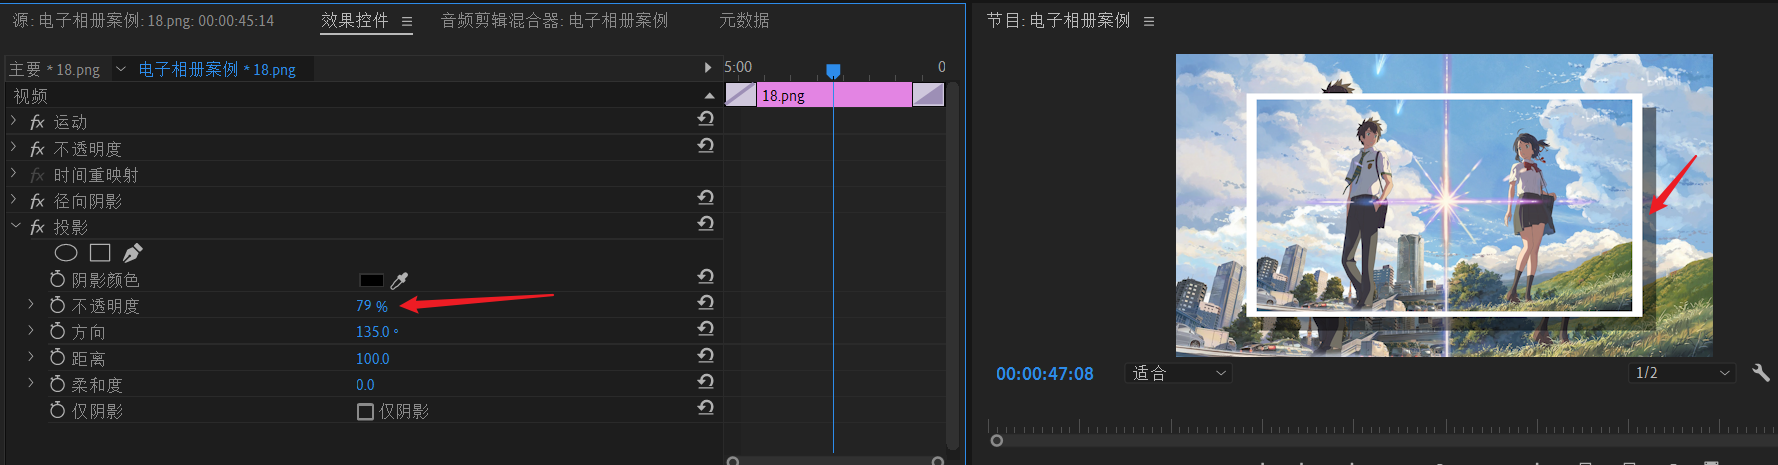 源: 电子相册案例: 18.png: 00:00:45:14
效果控件
音频剪辑混合器: 电子相册案例
元数据
节目: 电子相册案例
主要 * 18.png
电子相册案例 * 18.png
5:00
0
视频
18.png
fx 运动
fx 不透明度
fx 时间重映射
fx 径向阴影
fx 投影
阴影颜色
不透明度 79 %
方向 135.0 °
距离 100.0
柔和度 0.0
仅阴影 仅阴影
00:00:47:08
适合
1/2